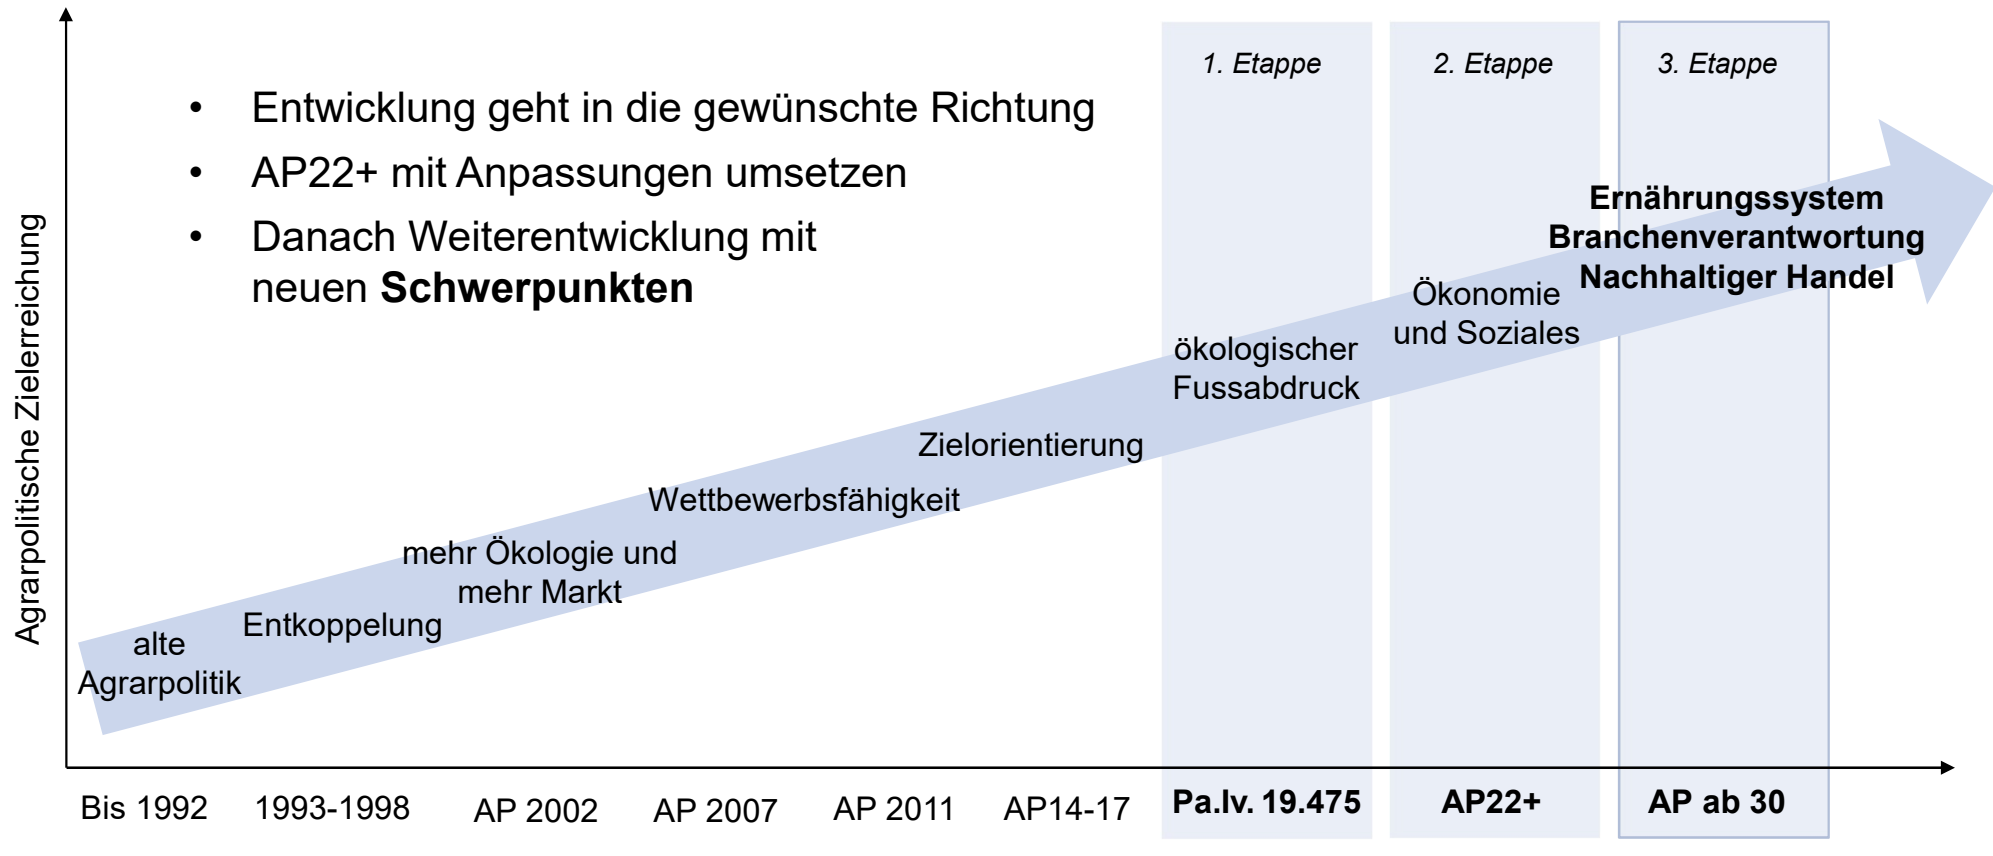 Agrarpolitische Zielerreichung
• Entwicklung geht in die gewünschte Richtung
• AP22+ mit Anpassungen umsetzen
• Danach Weiterentwicklung mit
neuen Schwerpunkten
1. Etappe
2. Etappe
3. Etappe
alte
Agrarpolitik
Entkoppelung
mehr Ökologie und
mehr Markt
Wettbewerbsfähigkeit
Zielorientierung
ökologischer
Fussabdruck
Ökonomie
und Soziales
Ernährungssystem
Branchenverantwortung
Nachhaltiger Handel
Bis 1992
1993-1998
AP 2002
AP 2007
AP 2011
AP14-17
Pa.Iv. 19.475
AP22+
AP ab 30